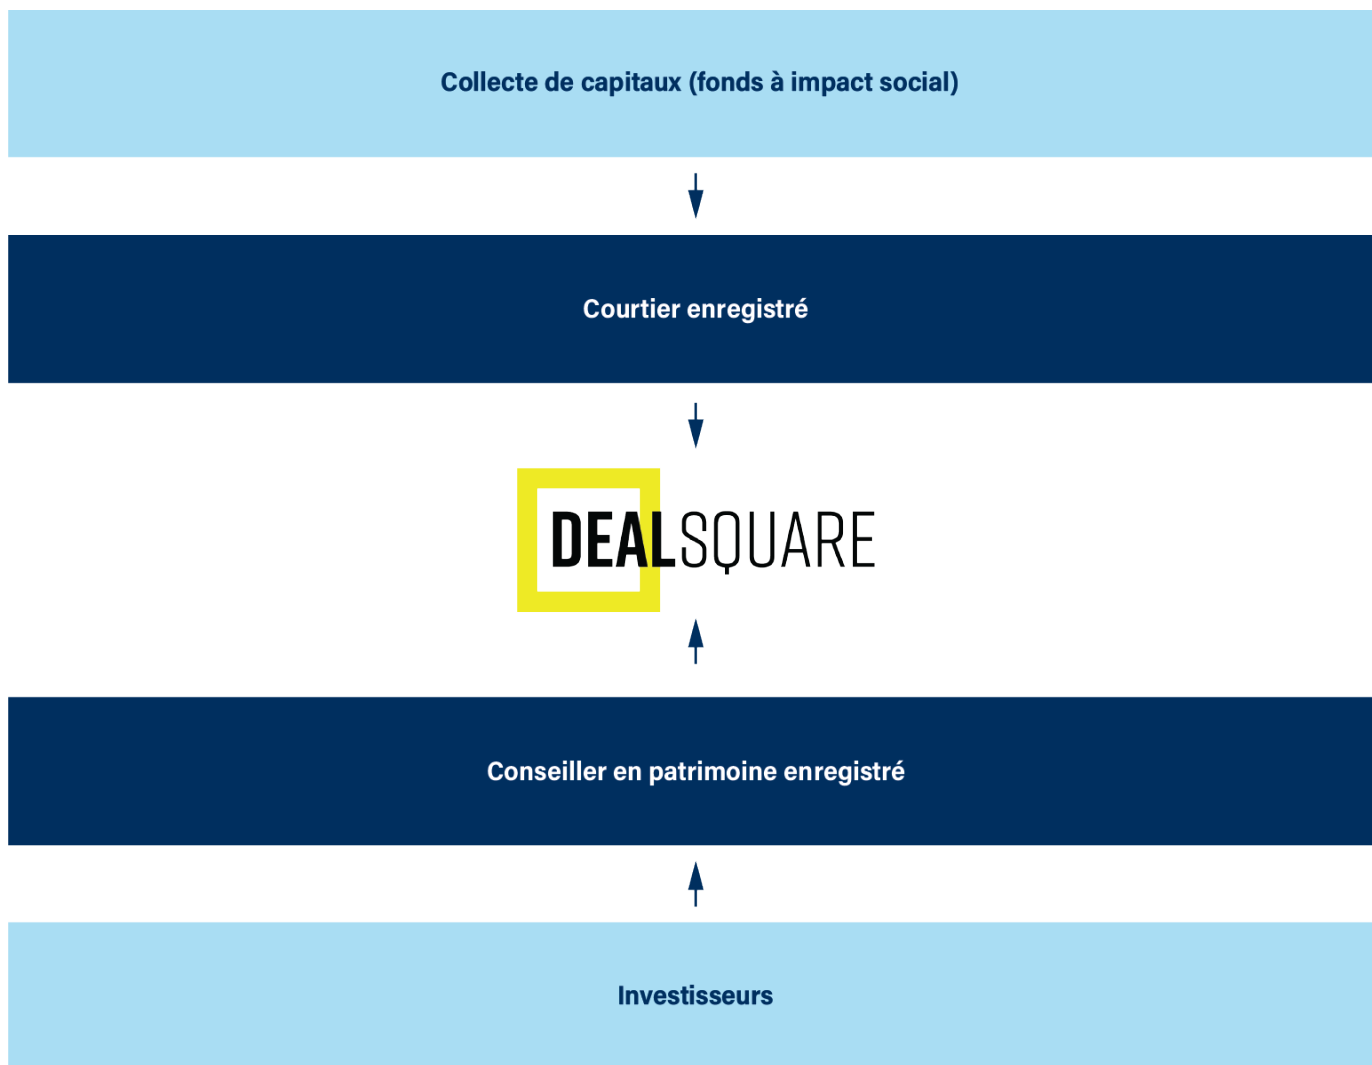 Collecte de capitaux (fonds à impact social)
Courtier enregistré
DEALSQUARE
Conseiller en patrimoine enregistré
Investisseurs